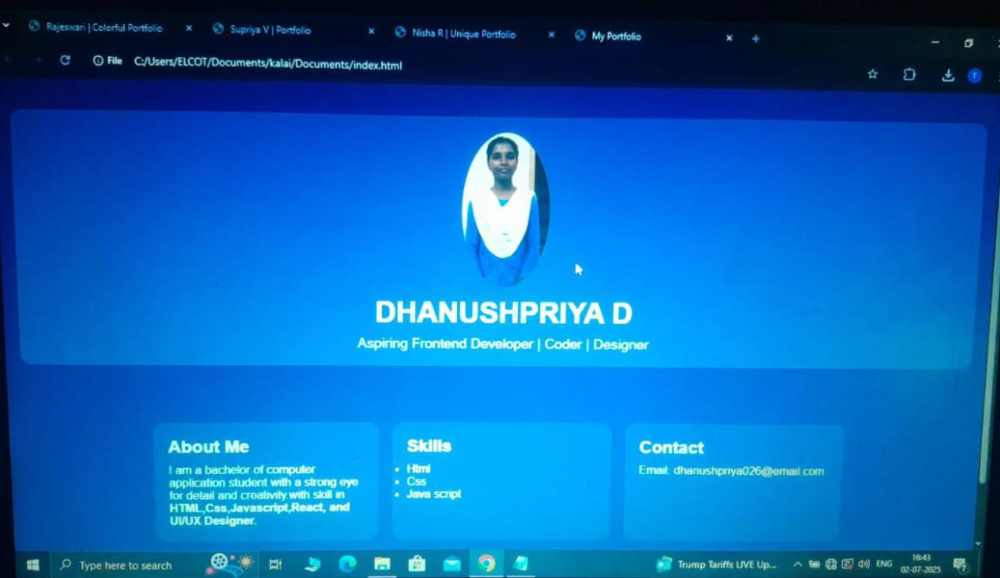 Rajeswari | Colorful Portfolio
Supriya V | Portfolio
Nisha R | Unique Portfolio
My Portfolio
File C:/Users/ELCOT/Documents/kalai/Documents/index.html
T
DHANUSHPRIYA D
Aspiring Frontend Developer | Coder | Designer
About Me
I am a bachelor of computer
application student with a strong eye
for detail and creativity.with skill in
HTML,Css,Javascript,React, and
UI/UX Designer.
Skills
Html
Css
Java script
Contact
Email: dhanushpriya026@email.com
Type here to search
Trump Tariffs LIVE Up...
ENG
16:43
02-07-2025
7